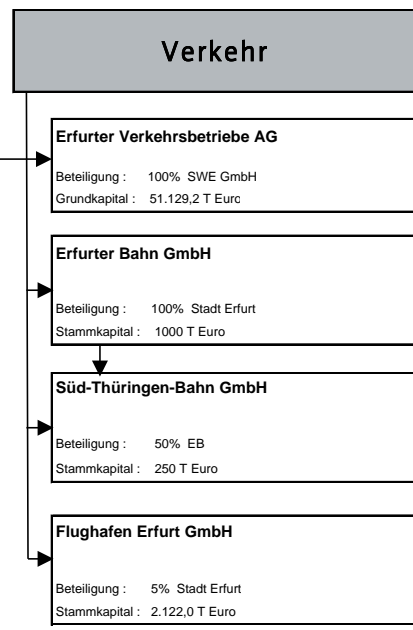 Verkehr
Erfurter Verkehrsbetriebe AG
Beteiligung : 100% SWE GmbH
Grundkapital : 51.129,2 T Euro
Erfurter Bahn GmbH
Beteiligung : 100% Stadt Erfurt
Stammkapital : 1000 T Euro
Süd-Thüringen-Bahn GmbH
Beteiligung : 50% EB
Stammkapital : 250 T Euro
Flughafen Erfurt GmbH
Beteiligung : 5% Stadt Erfurt
Stammkapital : 2.122,0 T Euro